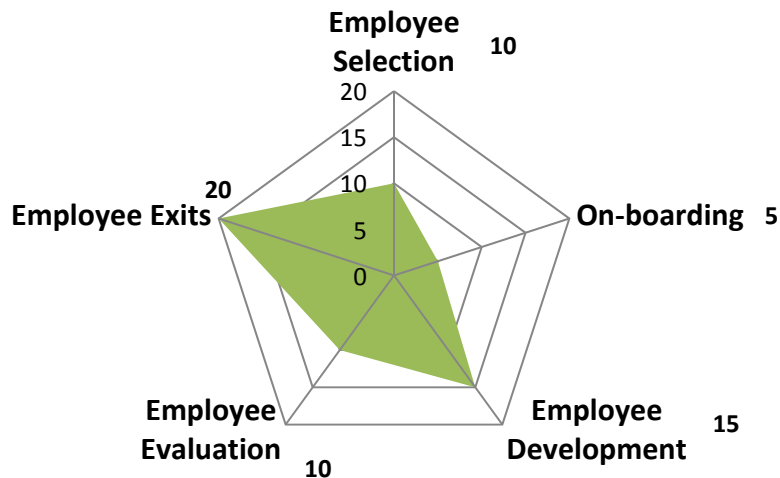 Employee
Selection
10
20
15
10
5
0
20
Employee Exits
On-boarding 5
Employee
Evaluation
10
Employee
Development
15